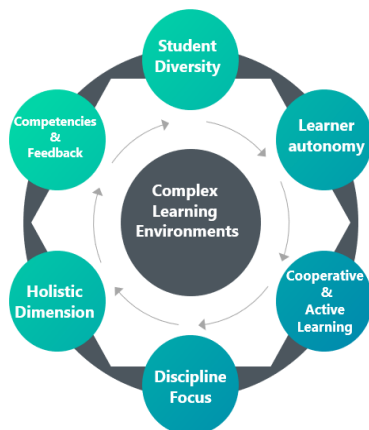 Student
Diversity
Learner
autonomy
Cooperative
&
Active
Learning
Discipline
Focus
Holistic
Dimension
Competencies
&
Feedback
Complex
Learning
Environments